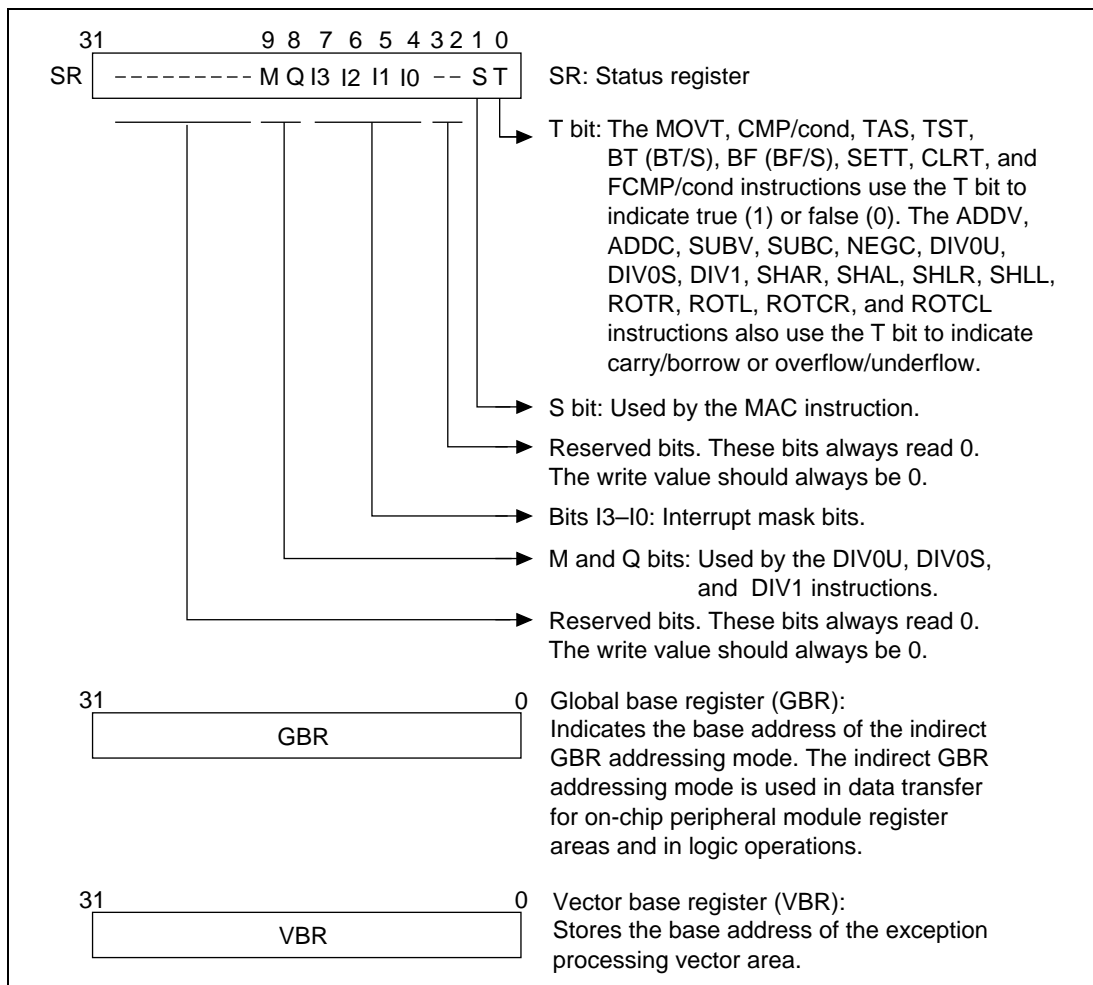 31 9 8 7 6 5 4 3 2 1 0
SR --------- M Q I3 I2 I1 I0 -- S T SR: Status register
T bit: The MOVT, CMP/cond, TAS, TST,
BT (BT/S), BF (BF/S), SETT, CLRT, and
FCMP/cond instructions use the T bit to
indicate true (1) or false (0). The ADDV,
ADDC, SUBV, SUBC, NEGC, DIV0U,
DIV0S, DIV1, SHAR, SHAL, SHLR, SHLL,
ROTR, ROTL, ROTCR, and ROTCL
instructions also use the T bit to indicate
carry/borrow or overflow/underflow.
S bit: Used by the MAC instruction.
Reserved bits. These bits always read 0.
The write value should always be 0.
Bits I3–I0: Interrupt mask bits.
M and Q bits: Used by the DIV0U, DIV0S,
and DIV1 instructions.
Reserved bits. These bits always read 0.
The write value should always be 0.
31 0 Global base register (GBR):
GBR Indicates the base address of the indirect
GBR addressing mode. The indirect GBR
addressing mode is used in data transfer
for on-chip peripheral module register
areas and in logic operations.
31 0 Vector base register (VBR):
VBR Stores the base address of the exception
processing vector area.